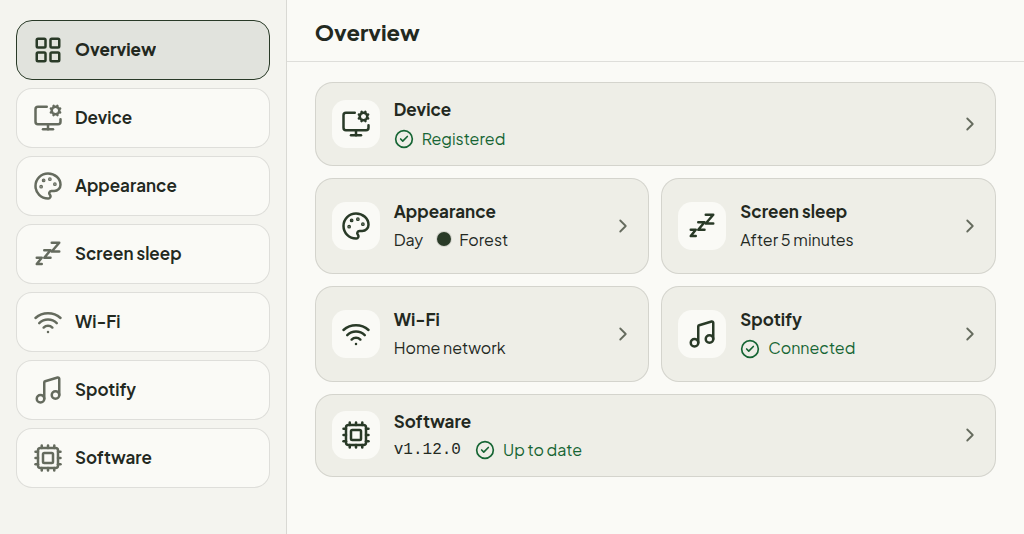 Overview
Device
Appearance
Screen sleep
Wi-Fi
Spotify
Software
Overview
Device
Registered
Appearance
Day Forest
Screen sleep
After 5 minutes
Wi-Fi
Home network
Spotify
Connected
Software
v1.12.0 Up to date